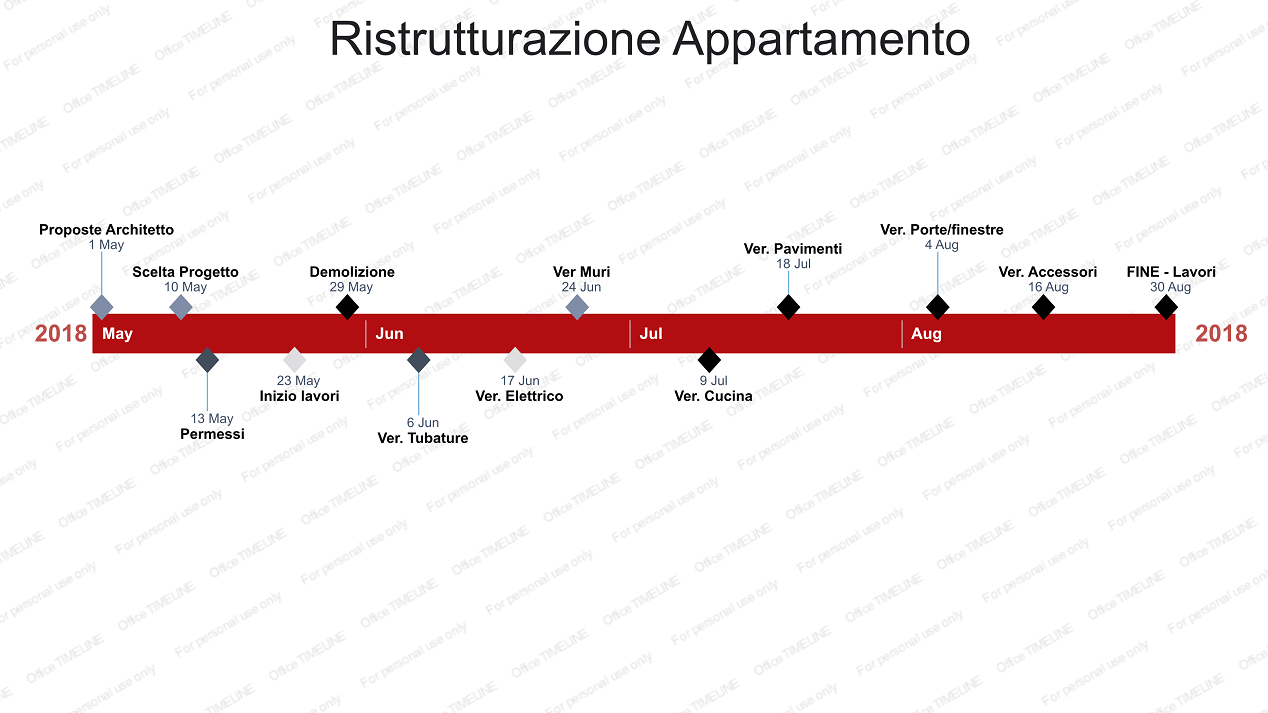 Ristrutturazione Appartamento
Proposte Architetto
1 May
Scelta Progetto
10 May
Demolizione
29 May
Ver Muri
24 Jun
Ver. Pavimenti
18 Jul
Ver. Porte/finestre
4 Aug
Ver. Accessori
16 Aug
FINE - Lavori
30 Aug
2018 May Jun Jul Aug 2018
13 May
Permessi
23 May
Inizio lavori
6 Jun
Ver. Tubature
17 Jun
Ver. Elettrico
9 Jul
Ver. Cucina
Office TIMELINE
For personal use only